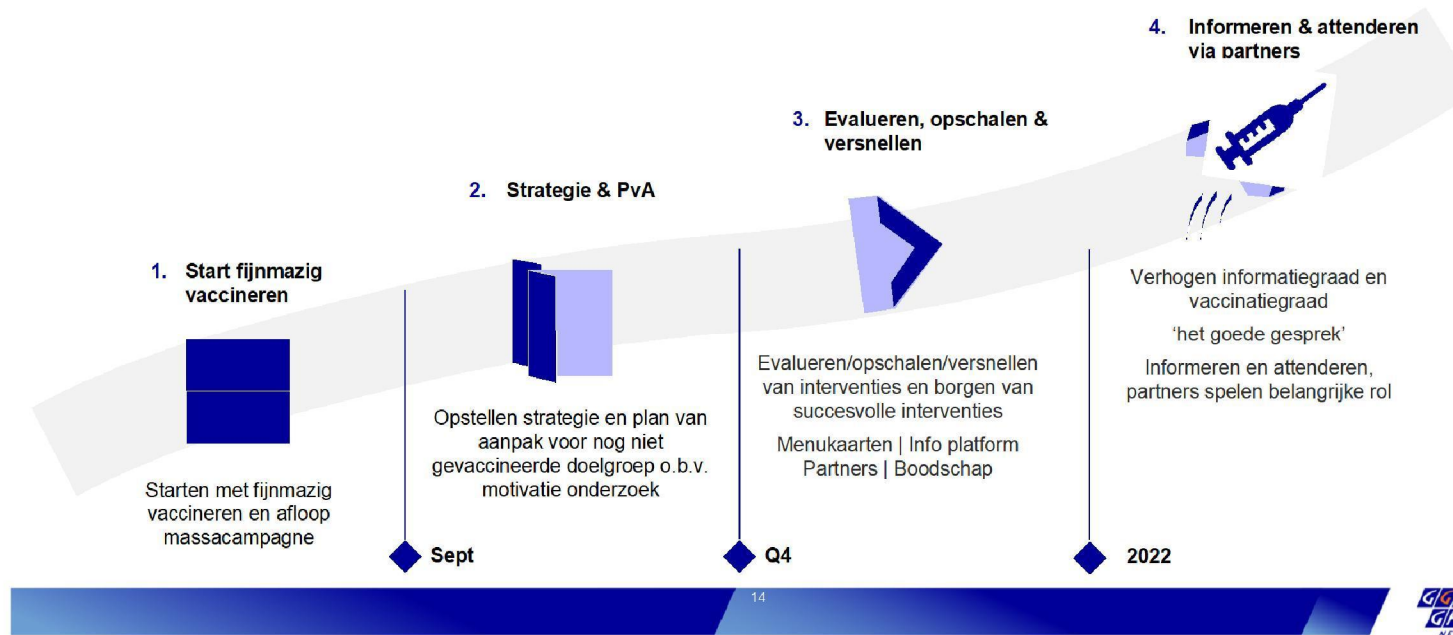 1. Start fijnmazig
vaccineren
Starten met fijnmazig
vaccineren en afloop
massacampagne
Sept
2. Strategie & PvA
Opstellen strategie en plan van
aanpak voor nog niet
gevaccineerde doelgroep o.b.v.
motivatie onderzoek
Q4
3. Evalueren, opschalen &
versnellen
Evalueren/opschalen/versnellen
van interventies en borgen van
succesvolle interventies
Menukaarten | Info platform
Partners | Boodschap
2022
4. Informeren & attenderen
via partners
Verhogen informatiegraad en
vaccinatiegraad
‘het goede gesprek’
Informeren en attenderen,
partners spelen belangrijke rol
14